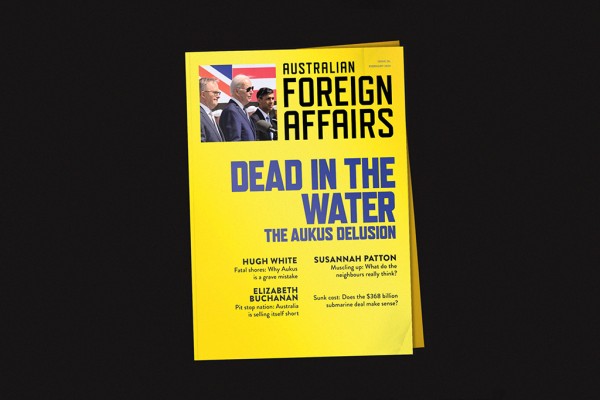 AUSTRALIAN
FOREIGN
AFFAIRS
DEAD IN THE
WATER
THE AUKUS DELUSION
HUGH WHITE
Fatal shores: Why Aukus
is a grave mistake
ELIZABETH
BUCHANAN
Pit stop nation: Australia
is selling itself short
SUSANNAH PATTON
Muscling up: What do the
neighbours really think?
Sunk cost: Does the $368 billion
submarine deal make sense?